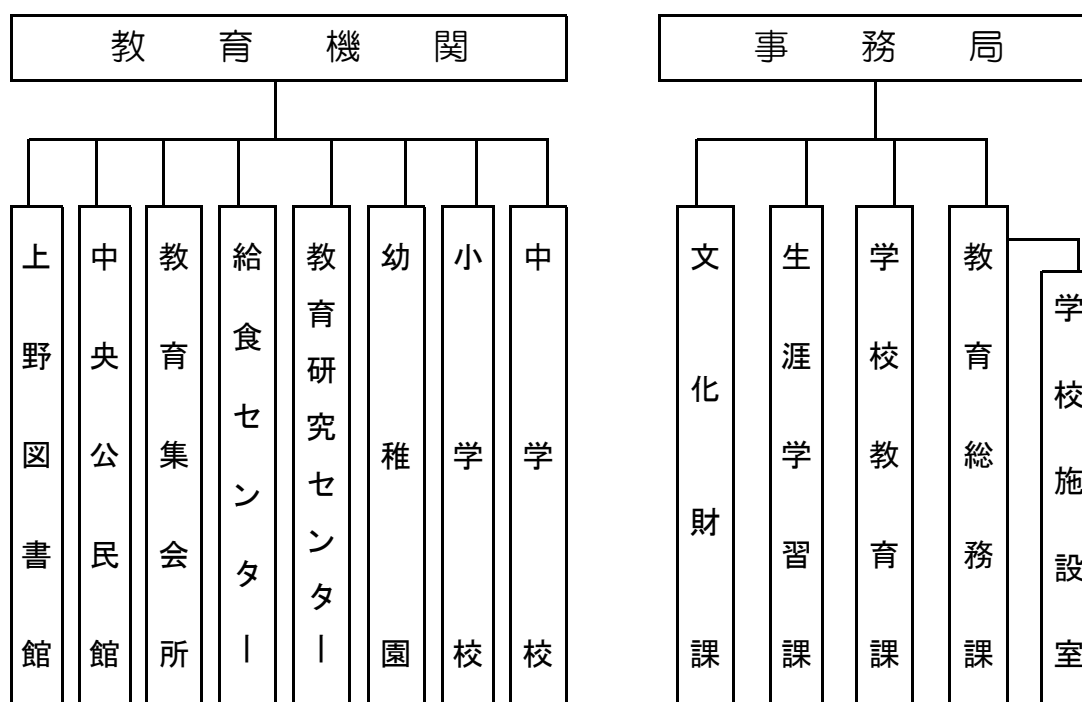 教育機関
事務局
上野図書館
中央公民館
教育集会所
給食センター
教育研究センター
幼稚園
小学校
中学校
文化財課
生涯学習課
学校教育課
教育総務課
学校施設室